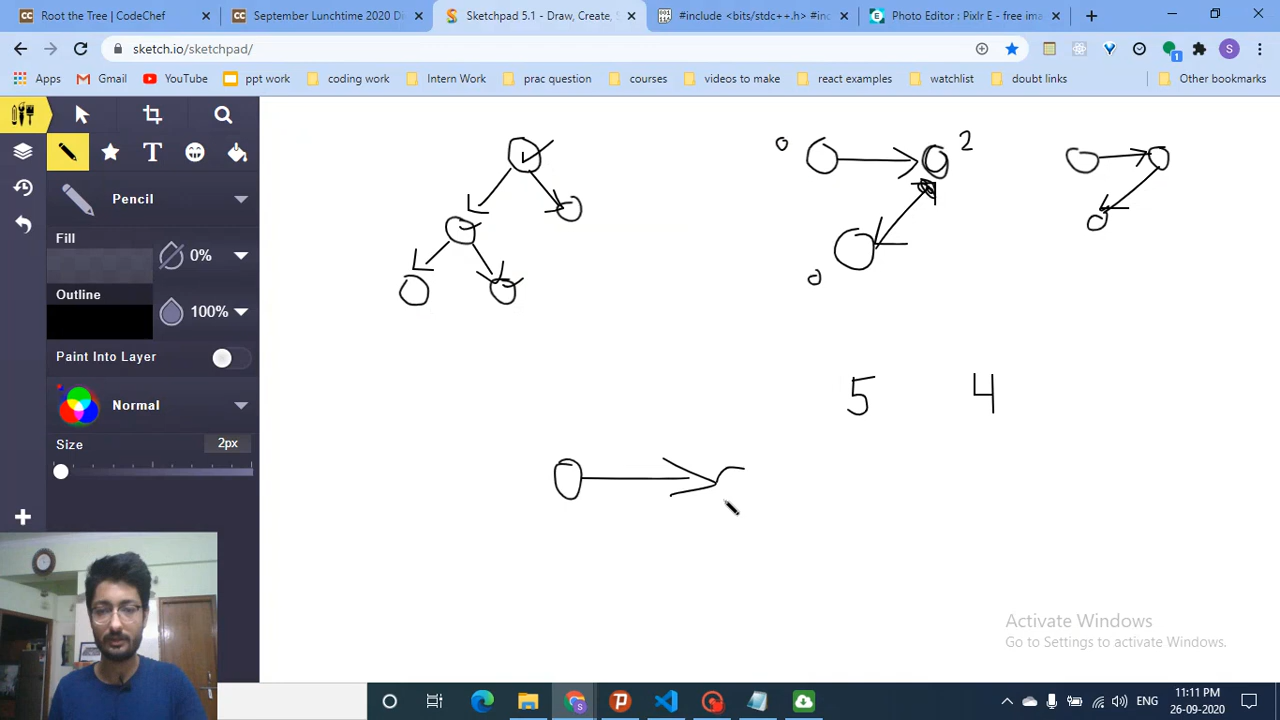 Root the Tree | CodeChef
September Lunchtime 2020 Di
Sketchpad 5.1 - Draw, Create, S
#include <bits/stdc++.h> #inc
Photo Editor : Pixlr E - free ima
sketch.io/sketchpad/
Apps
Gmail
YouTube
ppt work
coding work
Intern Work
prac question
courses
videos to make
react examples
watchlist
doubt links
Other bookmarks
Pencil
Fill
0%
Outline
100%
Paint Into Layer
Normal
Size
2px
0
2
0
5 4
Activate Windows
Go to Settings to activate Windows.
ENG
11:11 PM
26-09-2020